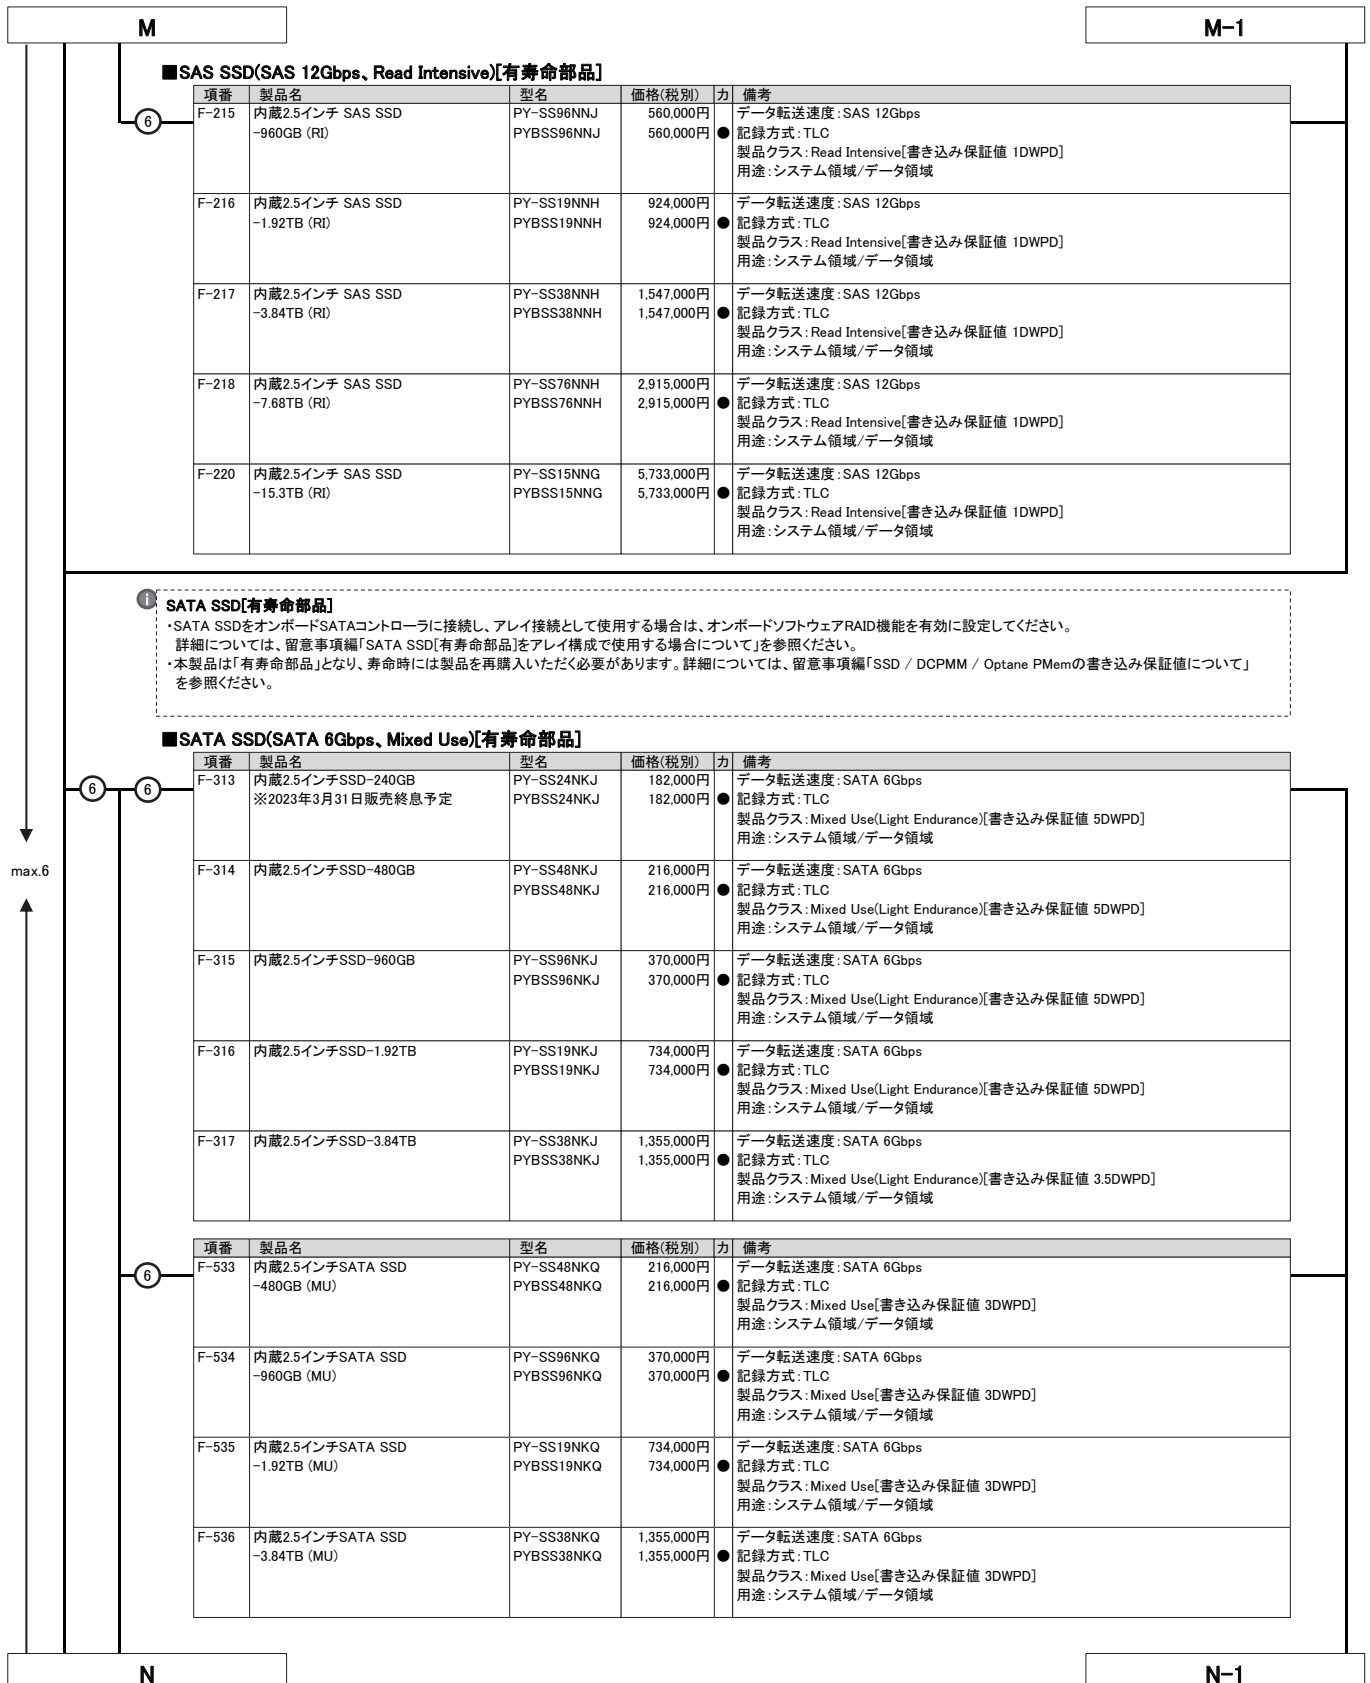 M
M-1
■SAS SSD(SAS 12Gbps、Read Intensive)[有寿命部品]
項番 製品名 型名 価格(税別) カ 備考
F-215 内蔵2.5インチ SAS SSD PY-SS96NNJ 560,000円 データ転送速度:SAS 12Gbps
6
-960GB (RI) PYBSS96NNJ 560,000円 ● 記録方式:TLC
製品クラス:Read Intensive[書き込み保証値 1DWPD]
用途:システム領域/データ領域
F-216 内蔵2.5インチ SAS SSD PY-SS19NNH 924,000円 データ転送速度:SAS 12Gbps
-1.92TB (RI) PYBSS19NNH 924,000円 ● 記録方式:TLC
製品クラス:Read Intensive[書き込み保証値 1DWPD]
用途:システム領域/データ領域
F-217 内蔵2.5インチ SAS SSD PY-SS38NNH 1,547,000円 データ転送速度:SAS 12Gbps
-3.84TB (RI) PYBSS38NNH 1,547,000円 ● 記録方式:TLC
製品クラス:Read Intensive[書き込み保証値 1DWPD]
用途:システム領域/データ領域
F-218 内蔵2.5インチ SAS SSD PY-SS76NNH 2,915,000円 データ転送速度:SAS 12Gbps
-7.68TB (RI) PYBSS76NNH 2,915,000円 ● 記録方式:TLC
製品クラス:Read Intensive[書き込み保証値 1DWPD]
用途:システム領域/データ領域
F-220 内蔵2.5インチ SAS SSD PY-SS15NNG 5,733,000円 データ転送速度:SAS 12Gbps
-15.3TB (RI) PYBSS15NNG 5,733,000円 ● 記録方式:TLC
製品クラス:Read Intensive[書き込み保証値 1DWPD]
用途:システム領域/データ領域
i
SATA SSD[有寿命部品]
・SATA SSDをオンボードSATAコントローラに接続し、アレイ接続として使用する場合は、オンボードソフトウェアRAID機能を有効に設定してください。
詳細については、留意事項編「SATA SSD[有寿命部品]をアレイ構成で使用する場合について」を参照ください。
・本製品は「有寿命部品」となり、寿命時には製品を再購入いただく必要があります。詳細については、留意事項編「SSD / DCPMM / Optane PMemの書き込み保証値について」
を参照ください。
■SATA SSD(SATA 6Gbps、Mixed Use)[有寿命部品]
項番 製品名 型名 価格(税別) カ 備考
F-313 内蔵2.5インチSSD-240GB PY-SS24NKJ 182,000円 データ転送速度:SATA 6Gbps
6 6
※2023年3月31日販売終息予定 PYBSS24NKJ 182,000円 ● 記録方式:TLC
製品クラス:Mixed Use(Light Endurance)[書き込み保証値 5DWPD]
用途:システム領域/データ領域
max.6
F-314 内蔵2.5インチSSD-480GB PY-SS48NKJ 216,000円 データ転送速度:SATA 6Gbps
PYBSS48NKJ 216,000円 ● 記録方式:TLC
製品クラス:Mixed Use(Light Endurance)[書き込み保証値 5DWPD]
用途:システム領域/データ領域
F-315 内蔵2.5インチSSD-960GB PY-SS96NKJ 370,000円 データ転送速度:SATA 6Gbps
PYBSS96NKJ 370,000円 ● 記録方式:TLC
製品クラス:Mixed Use(Light Endurance)[書き込み保証値 5DWPD]
用途:システム領域/データ領域
F-316 内蔵2.5インチSSD-1.92TB PY-SS19NKJ 734,000円 データ転送速度:SATA 6Gbps
PYBSS19NKJ 734,000円 ● 記録方式:TLC
製品クラス:Mixed Use(Light Endurance)[書き込み保証値 5DWPD]
用途:システム領域/データ領域
F-317 内蔵2.5インチSSD-3.84TB PY-SS38NKJ 1,355,000円 データ転送速度:SATA 6Gbps
PYBSS38NKJ 1,355,000円 ● 記録方式:TLC
製品クラス:Mixed Use(Light Endurance)[書き込み保証値 3.5DWPD]
用途:システム領域/データ領域
項番 製品名 型名 価格(税別) カ 備考
F-533 内蔵2.5インチSATA SSD PY-SS48NKQ 216,000円 データ転送速度:SATA 6Gbps
6
-480GB (MU) PYBSS48NKQ 216,000円 ● 記録方式:TLC
製品クラス:Mixed Use[書き込み保証値 3DWPD]
用途:システム領域/データ領域
F-534 内蔵2.5インチSATA SSD PY-SS96NKQ 370,000円 データ転送速度:SATA 6Gbps
-960GB (MU) PYBSS96NKQ 370,000円 ● 記録方式:TLC
製品クラス:Mixed Use[書き込み保証値 3DWPD]
用途:システム領域/データ領域
F-535 内蔵2.5インチSATA SSD PY-SS19NKQ 734,000円 データ転送速度:SATA 6Gbps
-1.92TB (MU) PYBSS19NKQ 734,000円 ● 記録方式:TLC
製品クラス:Mixed Use[書き込み保証値 3DWPD]
用途:システム領域/データ領域
F-536 内蔵2.5インチSATA SSD PY-SS38NKQ 1,355,000円 データ転送速度:SATA 6Gbps
-3.84TB (MU) PYBSS38NKQ 1,355,000円 ● 記録方式:TLC
製品クラス:Mixed Use[書き込み保証値 3DWPD]
用途:システム領域/データ領域
N
N-1